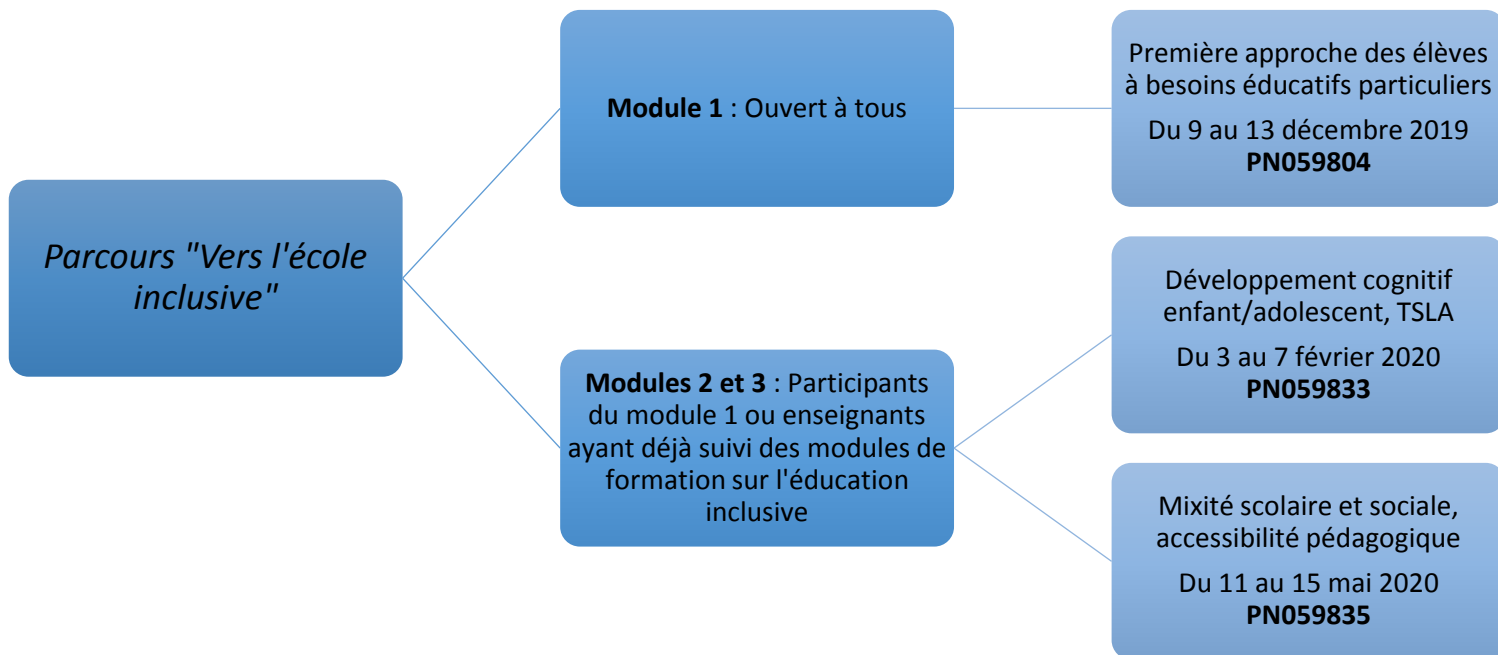 Parcours "Vers l'école
inclusive"
Module 1 : Ouvert à tous
Première approche des élèves
à besoins éducatifs particuliers
Du 9 au 13 décembre 2019
PN059804
Modules 2 et 3 : Participants
du module 1 ou enseignants
ayant déjà suivi des modules de
formation sur l'éducation
inclusive
Développement cognitif
enfant/adolescent, TSLA
Du 3 au 7 février 2020
PN059833
Mixité scolaire et sociale,
accessibilité pédagogique
Du 11 au 15 mai 2020
PN059835